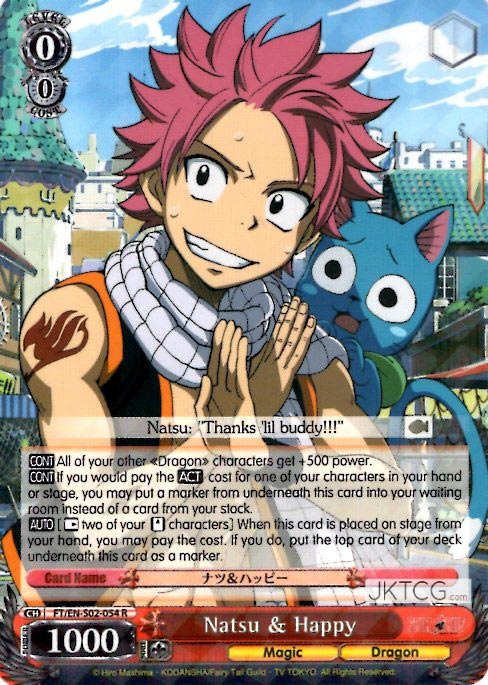 LEVEL
0
0
COST
Natsu: "Thanks 'lil buddy!!!"
CONT All of your other «Dragon» characters get +500 power.
CONT If you would pay the ACT cost for one of your characters in your hand
or stage, you may put a marker from underneath this card into your waiting
room instead of a card from your stock.
AUTO [ two of your characters] When this card is placed on stage from
your hand, you may pay the cost. If you do, put the top card of your deck
underneath this card as a marker.
Card Name ナツ&ハッピー
JKTCG.com
CH FT/EN-S02-054 R
POWER 1000 SOUL Natsu & Happy
Magic Dragon
© Hiro Mashima • KODANSHA/Fairy Tail Guild • TV TOKYO. All Rights Reserved.